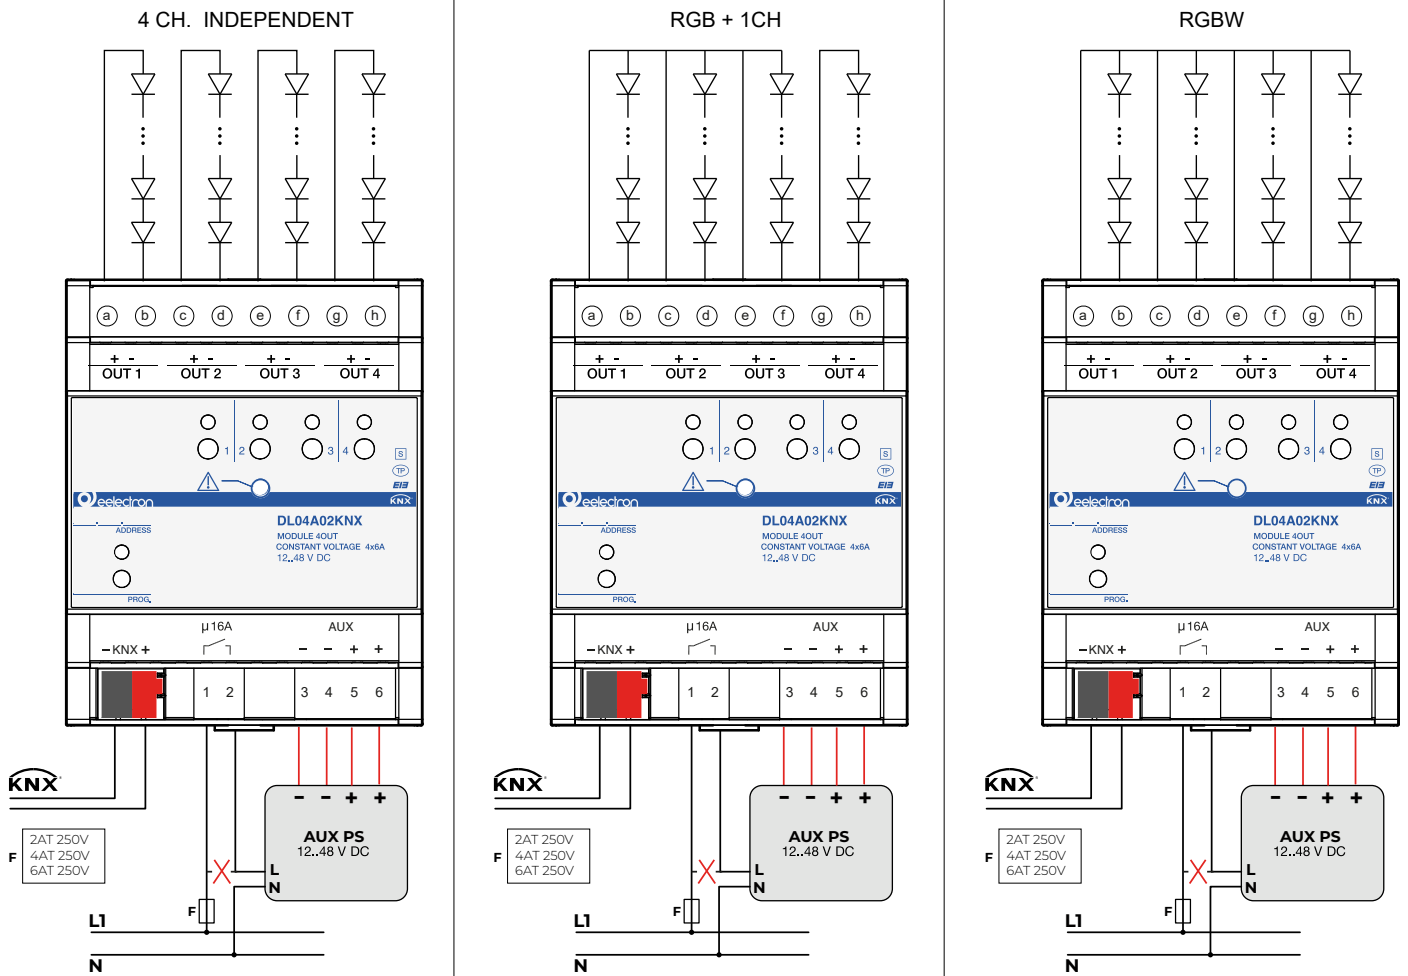 4 CH. INDEPENDENT
a b c d e f g h
+ - + - + - + -
OUT 1 OUT 2 OUT 3 OUT 4
1 2 3 4
S
TP
EIB
eelectron KNX
ADDRESS
DL04A02KNX
MODULE 4OUT
CONSTANT VOLTAGE 4x6A
12..48 V DC
PROG.
µ16A AUX
- KNX + - - + +
1 2 3 4 5 6
KNX
- - + +
AUX PS
12..48 V DC
F
2AT 250V
4AT 250V
6AT 250V
L
N
F
L1
N
RGB + 1CH
a b c d e f g h
+ - + - + - + -
OUT 1 OUT 2 OUT 3 OUT 4
1 2 3 4
S
TP
EIB
eelectron KNX
ADDRESS
DL04A02KNX
MODULE 4OUT
CONSTANT VOLTAGE 4x6A
12..48 V DC
PROG.
µ16A AUX
- KNX + - - + +
1 2 3 4 5 6
KNX
- - + +
AUX PS
12..48 V DC
F
2AT 250V
4AT 250V
6AT 250V
L
N
F
L1
N
RGBW
a b c d e f g h
+ - + - + - + -
OUT 1 OUT 2 OUT 3 OUT 4
1 2 3 4
S
TP
EIB
eelectron KNX
ADDRESS
DL04A02KNX
MODULE 4OUT
CONSTANT VOLTAGE 4x6A
12..48 V DC
PROG.
µ16A AUX
- KNX + - - + +
1 2 3 4 5 6
KNX
- - + +
AUX PS
12..48 V DC
F
2AT 250V
4AT 250V
6AT 250V
L
N
F
L1
N